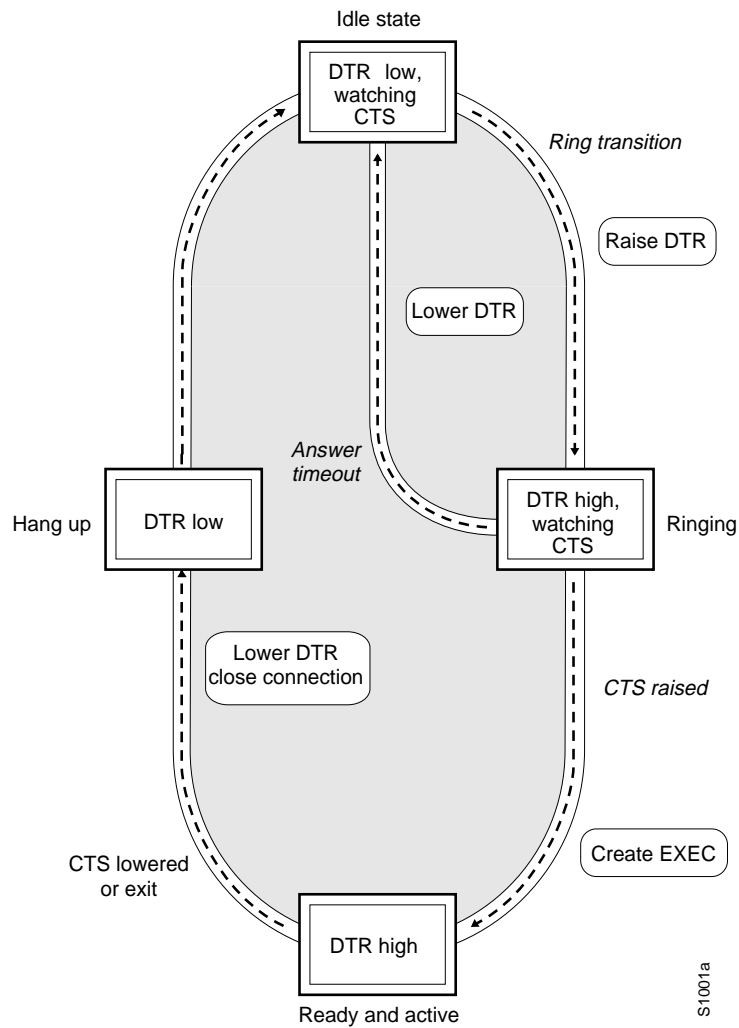 Idle state
DTR low,
watching
CTS
Ring transition
Raise DTR
Lower DTR
Answer
timeout
Hang up
DTR low
DTR high,
watching
CTS
Ringing
Lower DTR
close connection
CTS raised
CTS lowered
or exit
Create EXEC
DTR high
Ready and active
S1001a